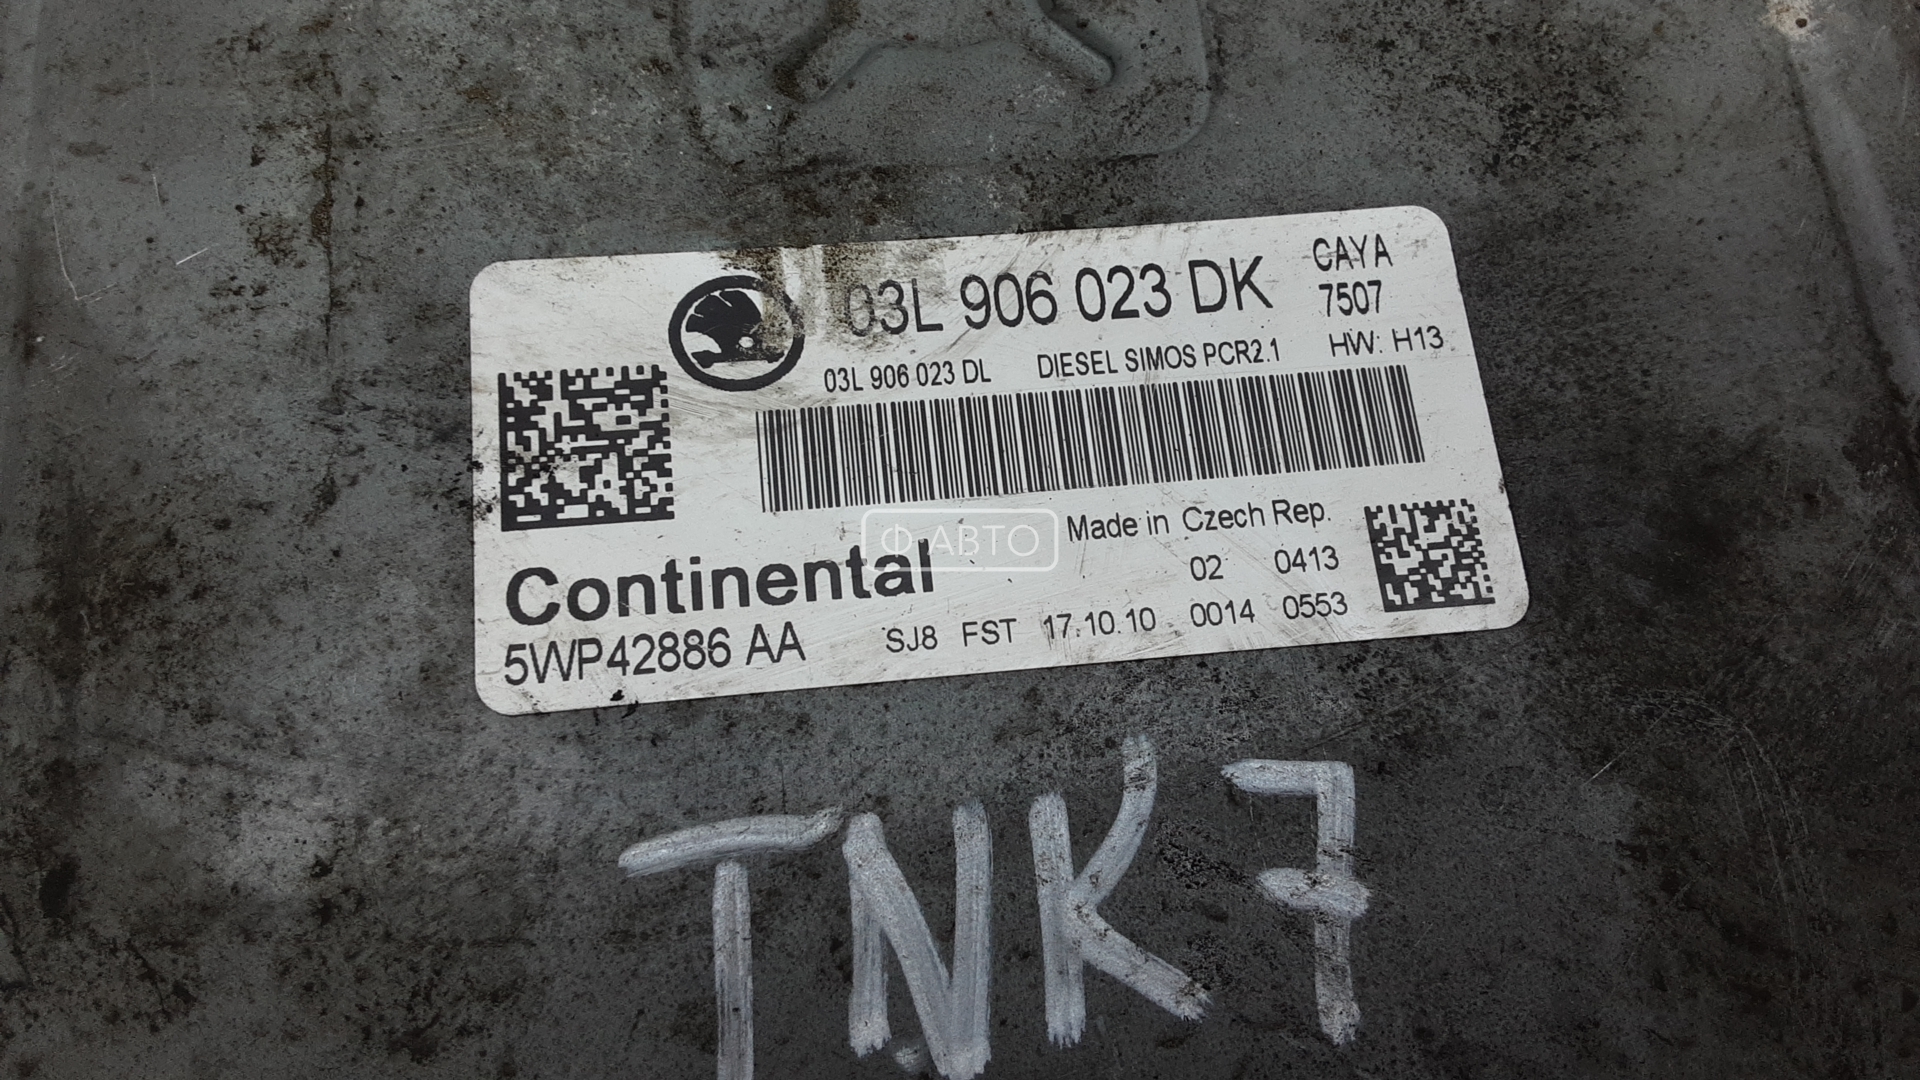 03L 906 023 DK
CAYA
7507
03L 906 023 DL DIESEL SIMOS PCR2.1 HW: H13
Made in Czech Rep.
Ф АВТО
02 0413
Continental
5WP42886 AA SJ8 FST 17.10.10 0014 0553
TNK7